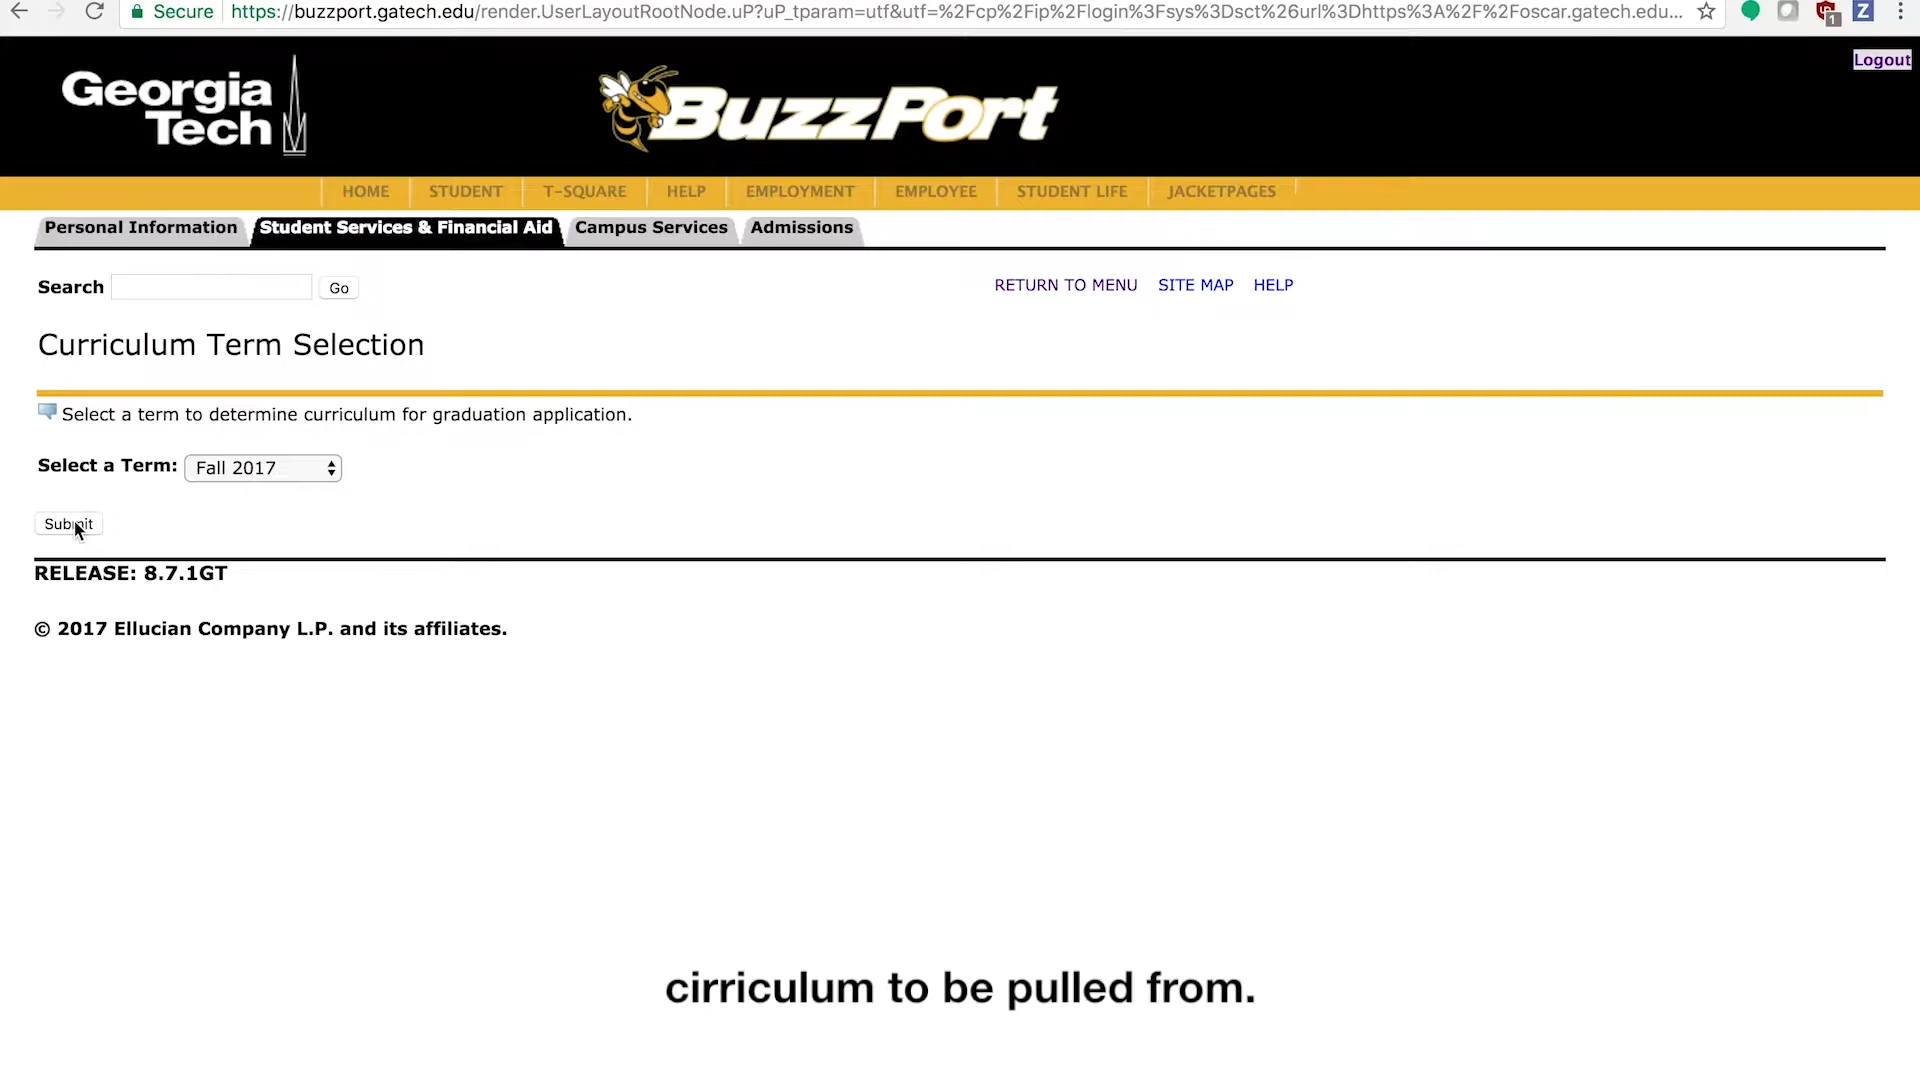 Secure https://buzzport.gatech.edu/render.UserLayoutRootNode.uP?uP_tparam=utf&utf=%2Fcp%2Fip%2Flogin%3Fsys%3Dsct%26url%3Dhttps%3A%2F%2Foscar.gatech.edu... 1 Z
Logout
Georgia Tech
BuzzPort
HOME STUDENT T-SQUARE HELP EMPLOYMENT EMPLOYEE STUDENT LIFE JACKETPAGES
Personal Information Student Services & Financial Aid Campus Services Admissions
Search Go RETURN TO MENU SITE MAP HELP
Curriculum Term Selection
Select a term to determine curriculum for graduation application.
Select a Term: Fall 2017
Submit
RELEASE: 8.7.1GT
© 2017 Ellucian Company L.P. and its affiliates.
cirriculum to be pulled from.